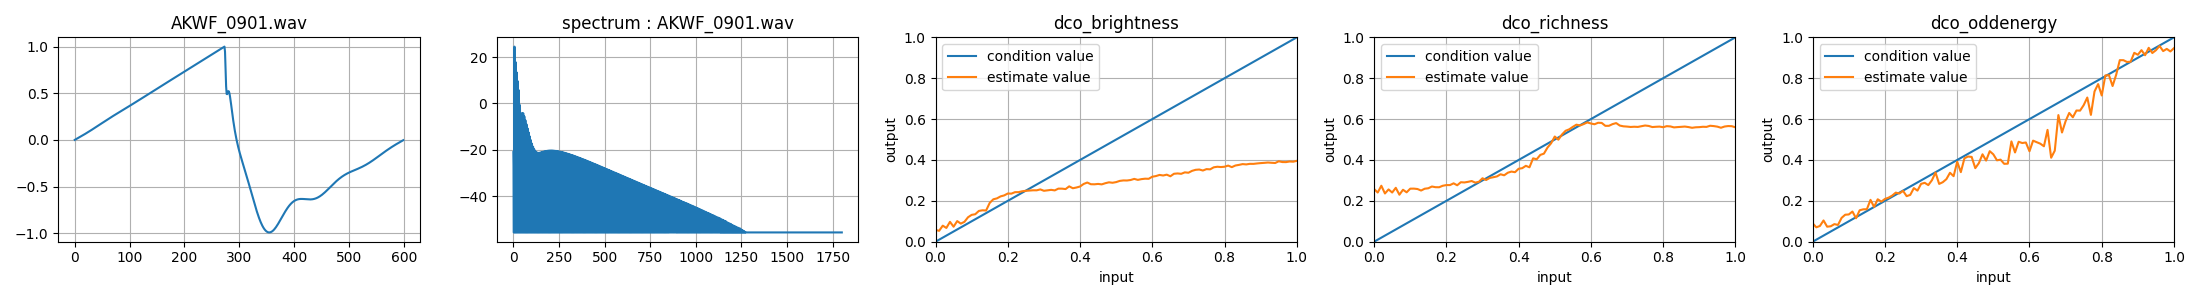 AKWF_0901.wav
1.0
0.5
0.0
−0.5
−1.0
0 100 200 300 400 500 600
spectrum : AKWF_0901.wav
20
0
−20
−40
0 250 500 750 1000 1250 1500 1750
dco_brightness
condition value
estimate value
output
1.0
0.8
0.6
0.4
0.2
0.0
0.0 0.2 0.4 0.6 0.8 1.0
input
dco_richness
condition value
estimate value
output
1.0
0.8
0.6
0.4
0.2
0.0
0.0 0.2 0.4 0.6 0.8 1.0
input
dco_oddenergy
condition value
estimate value
output
1.0
0.8
0.6
0.4
0.2
0.0
0.0 0.2 0.4 0.6 0.8 1.0
input